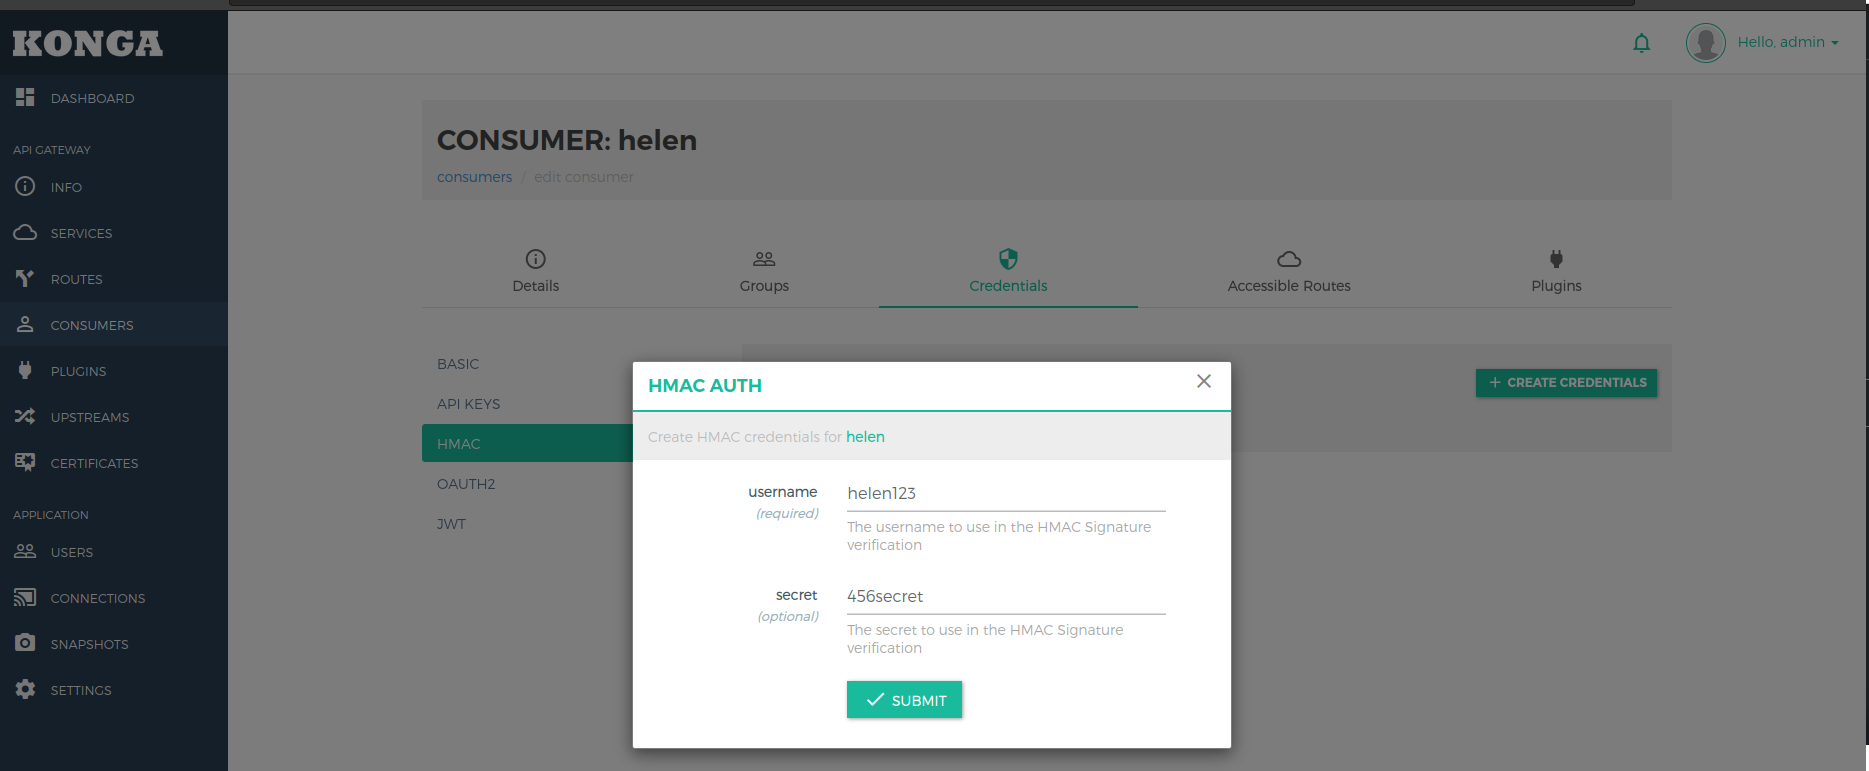 KONGA
Hello, admin
DASHBOARD
API GATEWAY
INFO
SERVICES
ROUTES
CONSUMERS
PLUGINS
UPSTREAMS
CERTIFICATES
APPLICATION
USERS
CONNECTIONS
SNAPSHOTS
SETTINGS
CONSUMER: helen
consumers / edit consumer
Details Groups Credentials Accessible Routes Plugins
BASIC
API KEYS
HMAC
OAUTH2
JWT
+ CREATE CREDENTIALS
HMAC AUTH
Create HMAC credentials for helen
username helen123
(required)
The username to use in the HMAC Signature
verification
secret 456secret
(optional)
The secret to use in the HMAC Signature
verification
SUBMIT